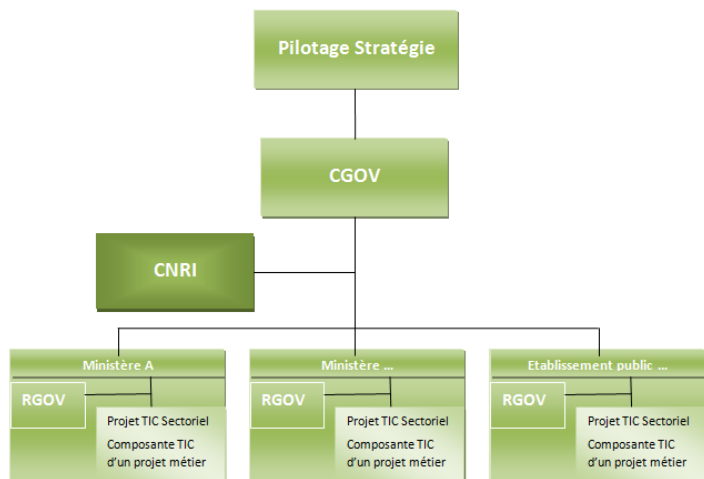 Pilotage Stratégie
CGOV
CNRI
Ministère A
RGOV
Projet TIC Sectoriel
Composante TIC
d'un projet métier
Ministère ...
RGOV
Projet TIC Sectoriel
Composante TIC
d'un projet métier
Etablissement public ...
RGOV
Projet TIC Sectoriel
Composante TIC
d'un projet métier